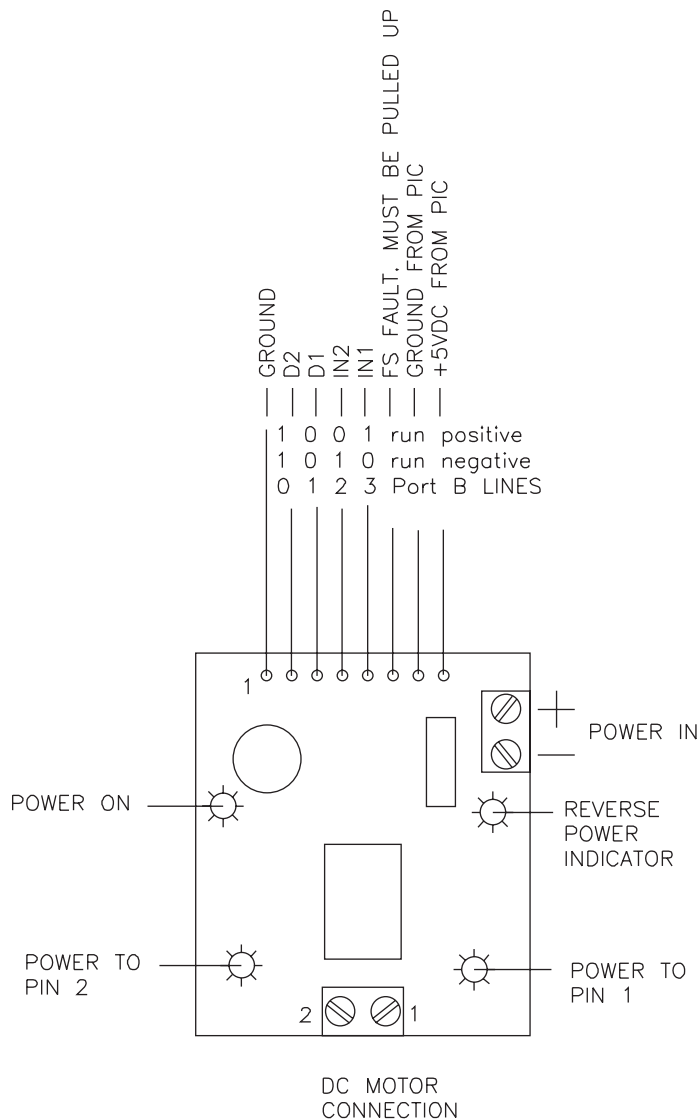 GROUND
D2
D1
IN2
IN1
FS FAULT, MUST BE PULLED UP
GROUND FROM PIC
+5VDC FROM PIC
1 0 0 1 run positive
1 0 1 0 run negative
0 1 2 3 Port B LINES
1
+
POWER IN
−
POWER ON
REVERSE
POWER
INDICATOR
POWER TO
PIN 2
POWER TO
PIN 1
2 1
DC MOTOR
CONNECTION